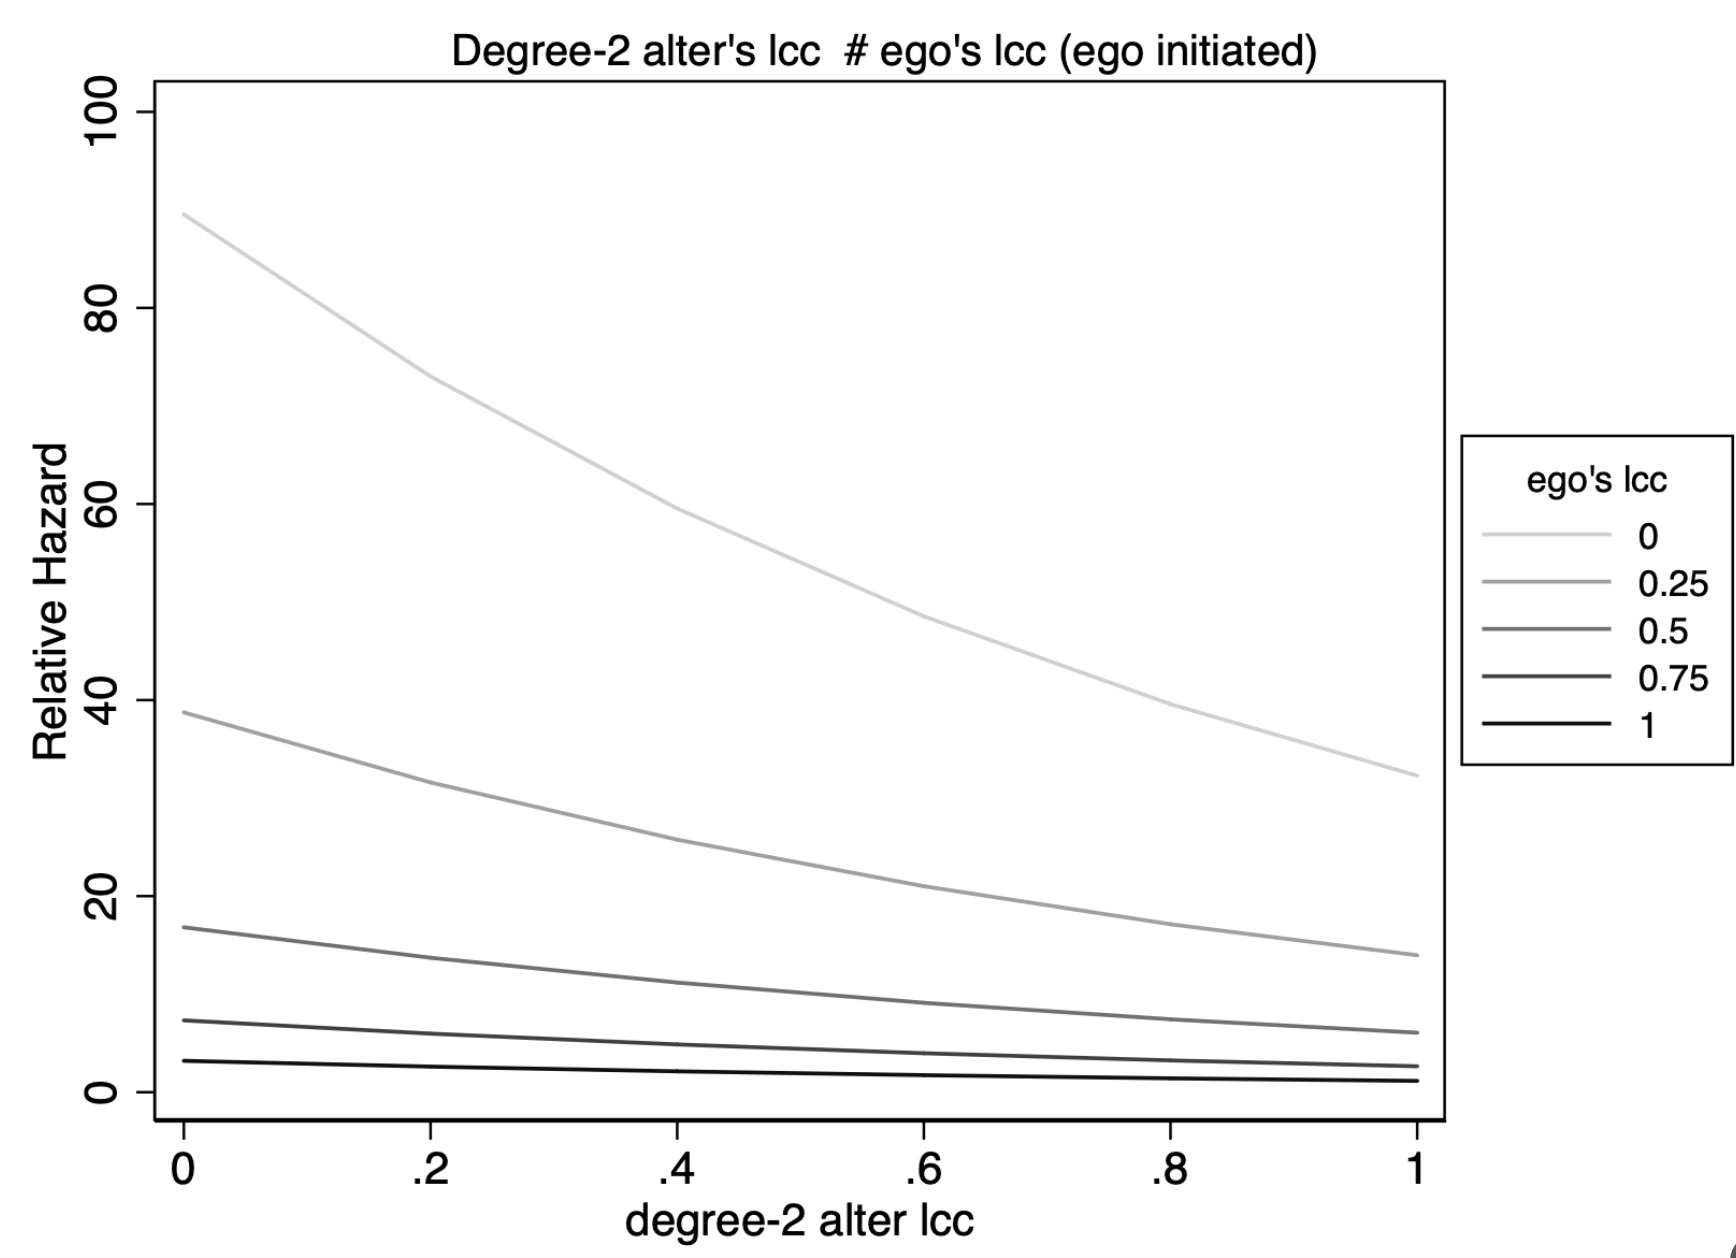 Degree-2 alter's lcc # ego's lcc (ego initiated)
Relative Hazard
100
80
60
40
20
0
0 .2 .4 .6 .8 1
degree-2 alter lcc
ego's lcc
0
0.25
0.5
0.75
1